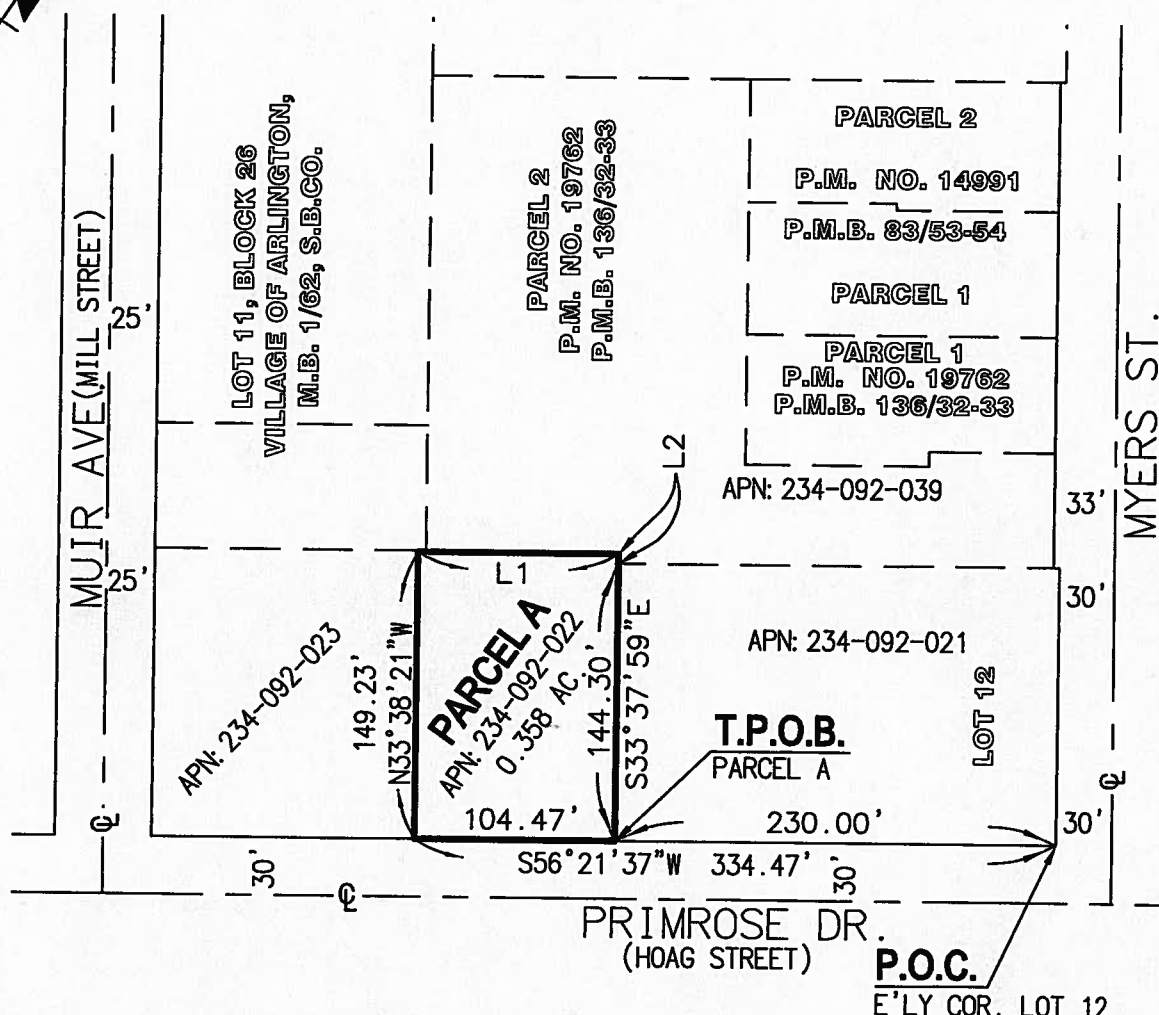 MUIR AVE(MILL STREET)
25'
25'
LOT 11, BLOCK 26
VILLAGE OF ARLINGTON,
M.B. 1/62, S.B.CO.
PARCEL 2
P.M. NO. 19762
P.M.B. 136/32-33
PARCEL 2
P.M. NO. 14991
P.M.B. 83/53-54
PARCEL 1
PARCEL 1
P.M. NO. 19762
P.M.B. 136/32-33
L2
APN: 234-092-039
MYERS ST.
33'
30'
30'
L1
APN: 234-092-023
149.23'
N33°38'21"W
PARCEL A
APN: 234-092-022
0.358 AC.
144.30'
S33°37'59"E
APN: 234-092-021
LOT 12
T.P.O.B.
PARCEL A
104.47'
230.00'
S56°21'37"W 334.47'
30'
30'
PRIMROSE DR.
(HOAG STREET)
P.O.C.
E'LY COR. LOT 12